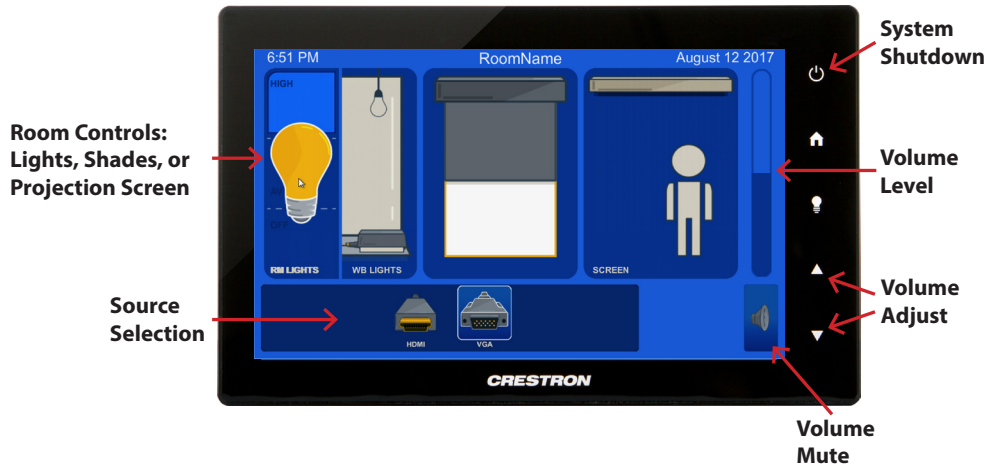 System
Shutdown
6:51 PM
RoomName
August 12 2017
HIGH
Room Controls:
Lights, Shades, or
Projection Screen
Volume
Level
OFF
RM LIGHTS
WB LIGHTS
SCREEN
Source
Selection
Volume
Adjust
HDMI
VGA
CRESTRON
Volume
Mute